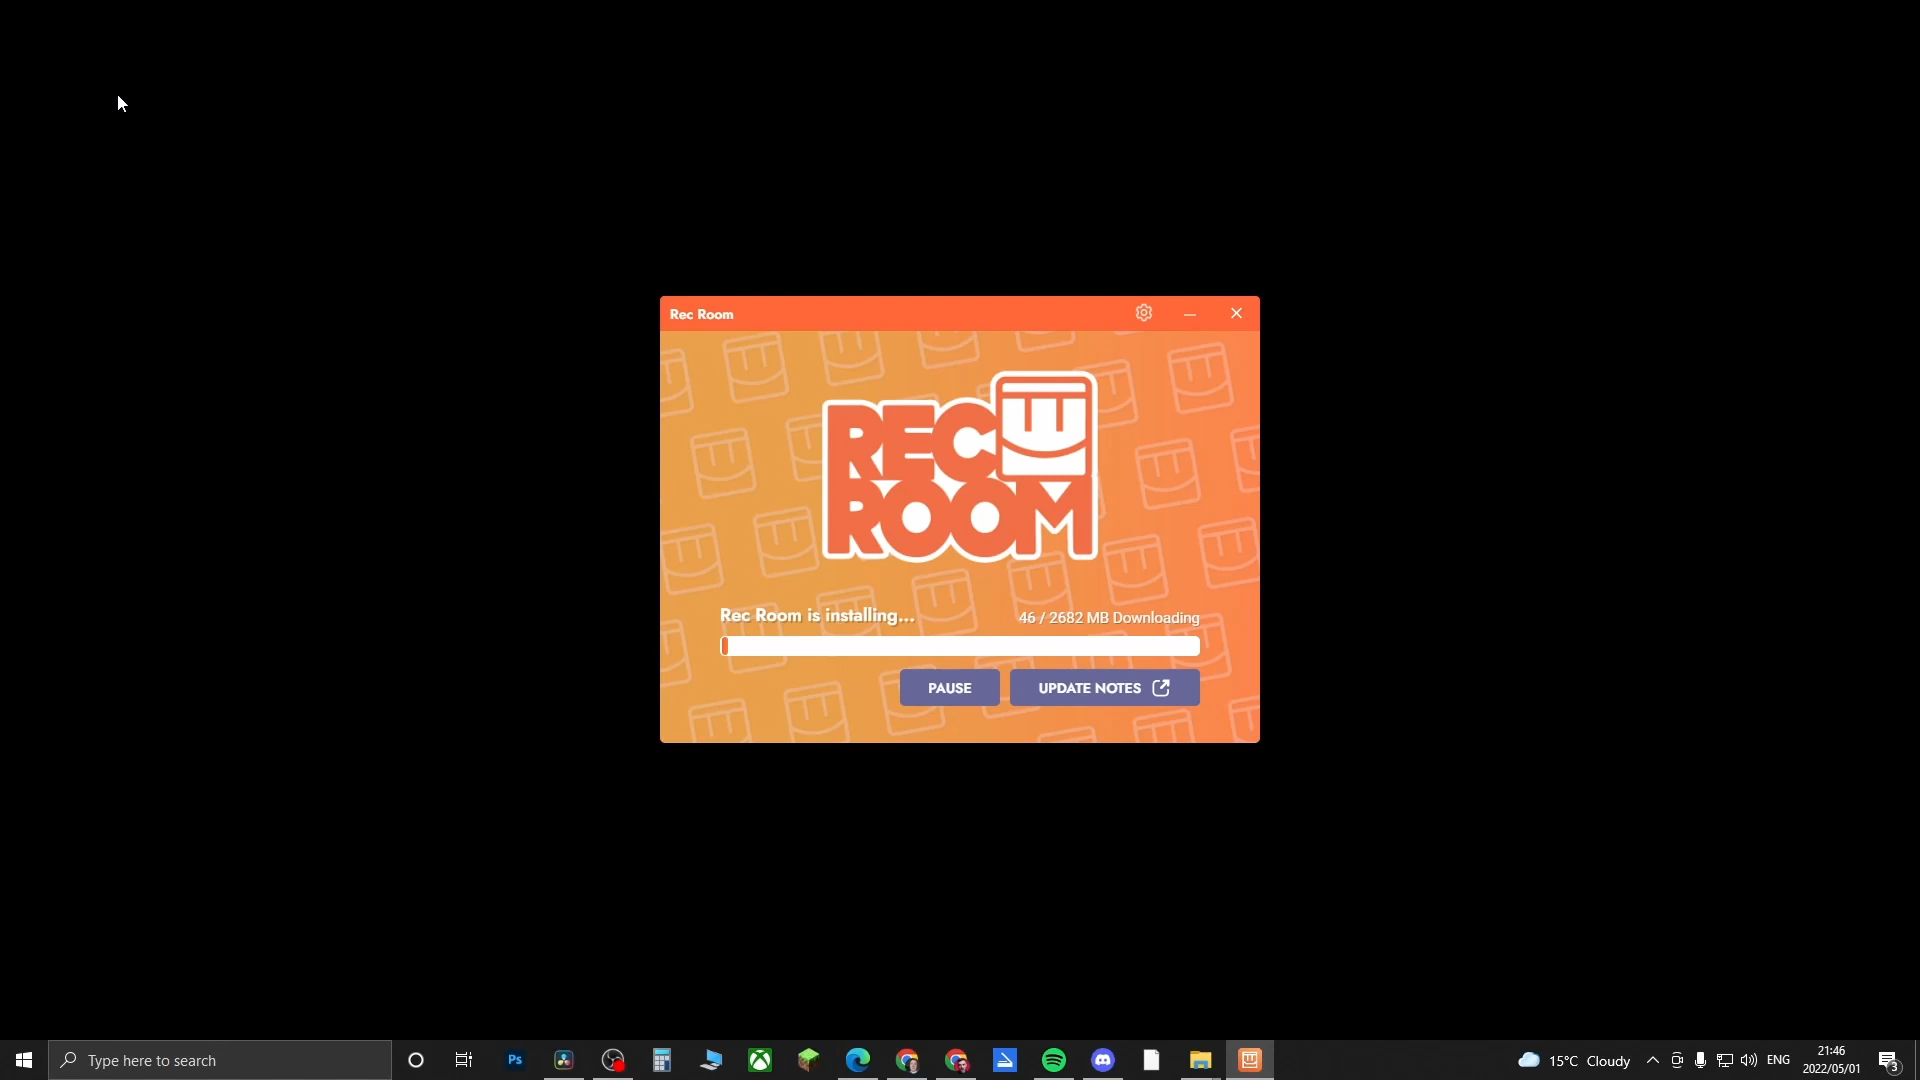 Rec Room
REC
ROOM
Rec Room is installing...
46 / 2682 MB Downloading
PAUSE
UPDATE NOTES
Type here to search
Ps
15°C Cloudy
ENG
21:46
2022/05/01
3